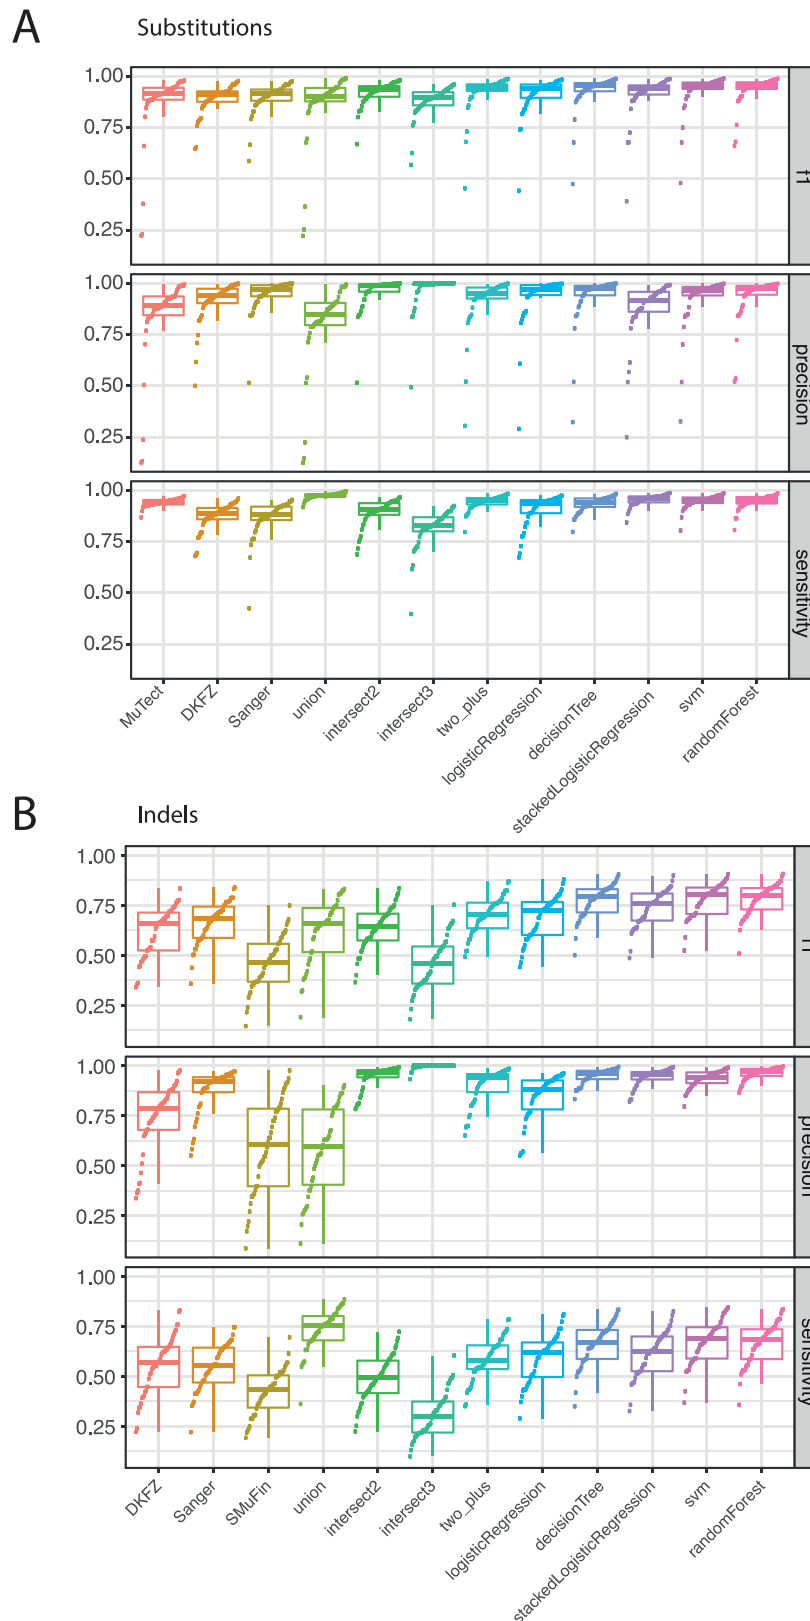 A
Substitutions
1.00
0.75
0.50
0.25
f1
1.00
0.75
0.50
0.25
precision
1.00
0.75
0.50
0.25
sensitivity
MuTect
DKFZ
Sanger
union
intersect2
intersect3
two_plus
logisticRegression
decisionTree
stackedLogisticRegression
svm
randomForest
B
Indels
1.00
0.75
0.50
0.25
f1
1.00
0.75
0.50
0.25
precision
1.00
0.75
0.50
0.25
sensitivity
DKFZ
Sanger
SMuFin
union
intersect2
intersect3
two_plus
logisticRegression
decisionTree
stackedLogisticRegression
svm
randomForest